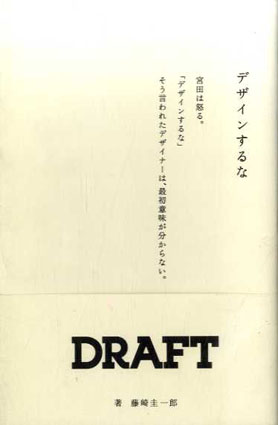 デザインするな
宮田は怒る。
「デザインするな」
そう言われたデザイナーは、最初意味が分からない。
DRAFT
著 藤崎圭一郎